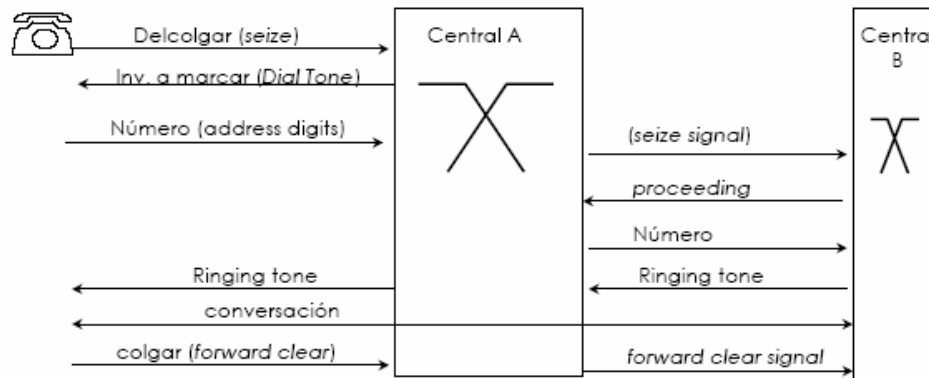 Delcolgar (seize)
Central A
Centra
B
Inv. a marcar (Dial Tone)
Número (address digits)
(seize signal)
proceeding
Número
Ringing tone
Ringing tone
conversación
colgar (forward clear)
forward clear signal